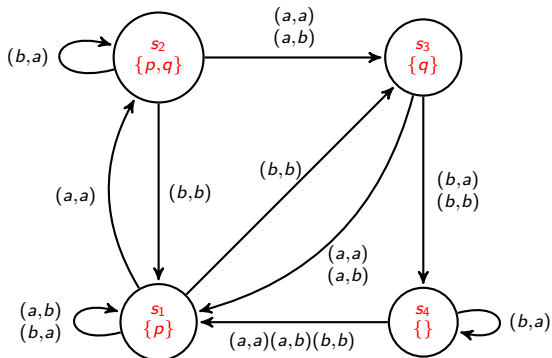 (a,a)
(a,b)
s₂
{p,q}
(b,a)
s₃
{q}
(a,a)
(b,b)
(b,b)
(b,a)
(b,b)
(a,a)
(a,b)
(a,b)
(b,a)
s₁
{p}
(a,a)(a,b)(b,b)
s₄
{}
(b,a)